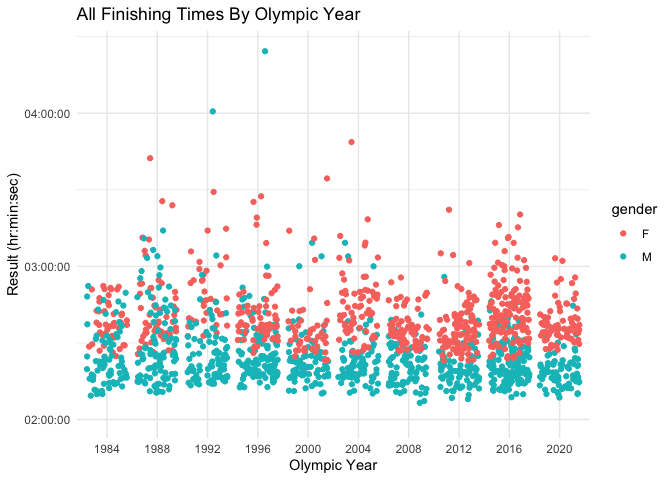 All Finishing Times By Olympic Year
Result (hr:min:sec)
04:00:00
03:00:00
02:00:00
1984 1988 1992 1996 2000 2004 2008 2012 2016 2020
Olympic Year
gender
F
M